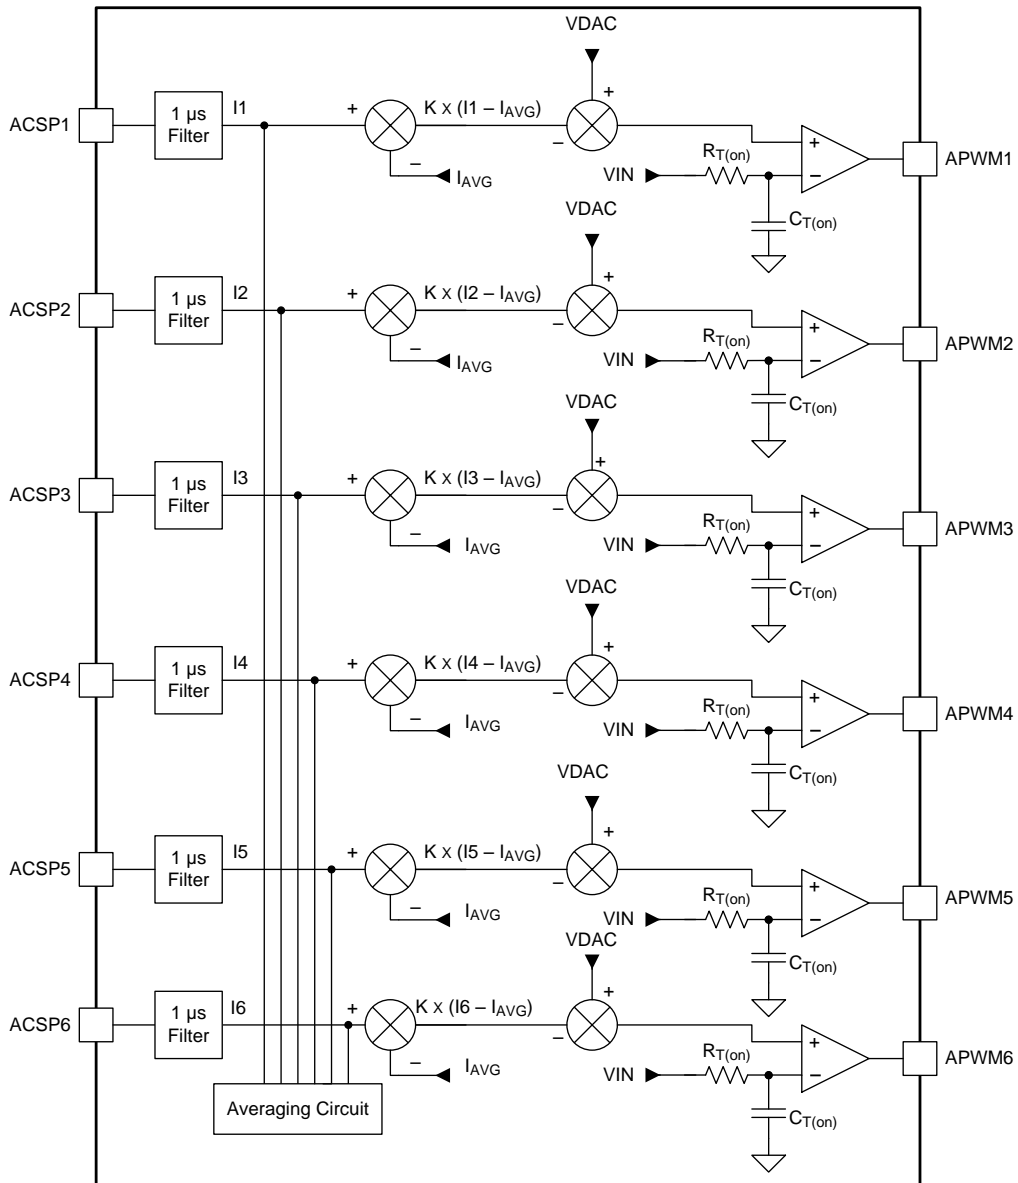 VDAC
ACSP1
1 µs
Filter
I1
+
K X (I1 – IAVG)
+
–
–
IAVG
VIN
RT(on)
+
–
CT(on)
APWM1
VDAC
ACSP2
1 µs
Filter
I2
+
K X (I2 – IAVG)
+
–
–
IAVG
VIN
RT(on)
+
–
CT(on)
APWM2
VDAC
ACSP3
1 µs
Filter
I3
+
K X (I3 – IAVG)
+
–
–
IAVG
VIN
RT(on)
+
–
CT(on)
APWM3
VDAC
ACSP4
1 µs
Filter
I4
+
K X (I4 – IAVG)
+
–
–
IAVG
VIN
RT(on)
+
–
CT(on)
APWM4
VDAC
ACSP5
1 µs
Filter
I5
+
K X (I5 – IAVG)
+
–
–
IAVG
VIN
RT(on)
+
–
CT(on)
APWM5
VDAC
ACSP6
1 µs
Filter
I6
+
K X (I6 – IAVG)
+
–
–
IAVG
VIN
RT(on)
+
–
CT(on)
APWM6
Averaging Circuit